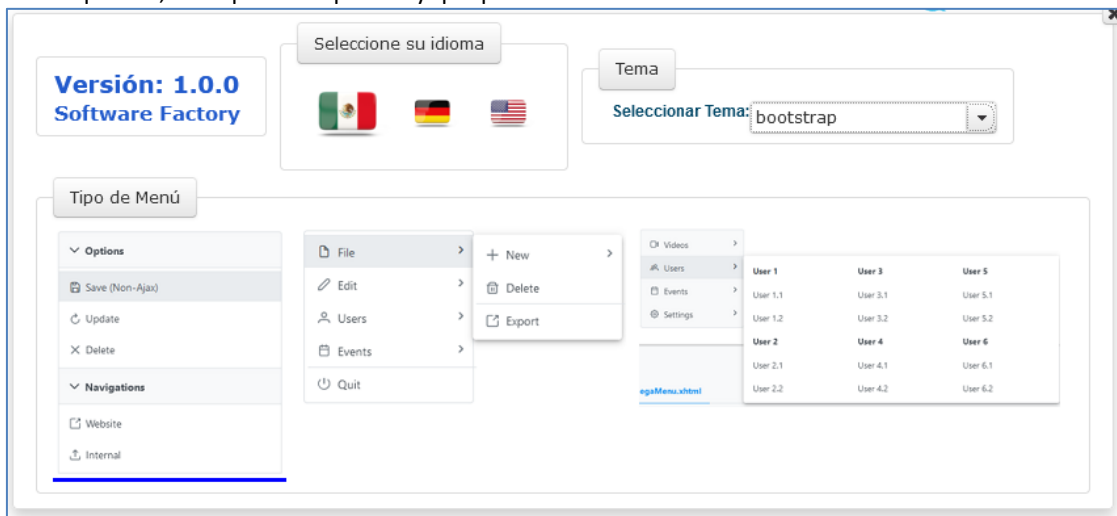 Seleccione su idioma
Versión: 1.0.0
Software Factory
Tema
Seleccionar Tema: bootstrap
Tipo de Menú
Options
Save (Non-Ajax)
Update
Delete
Navigations
Website
Internal
File
Edit
Users
Events
Quit
New
Delete
Export
Videos
Users
Events
Settings
User 1 User 3 User 5
User 1.1 User 3.1 User 5.1
User 1.2 User 3.2 User 5.2
User 2 User 4 User 6
User 2.1 User 4.1 User 6.1
User 2.2 User 4.2 User 6.2
egaMenu.xhtml